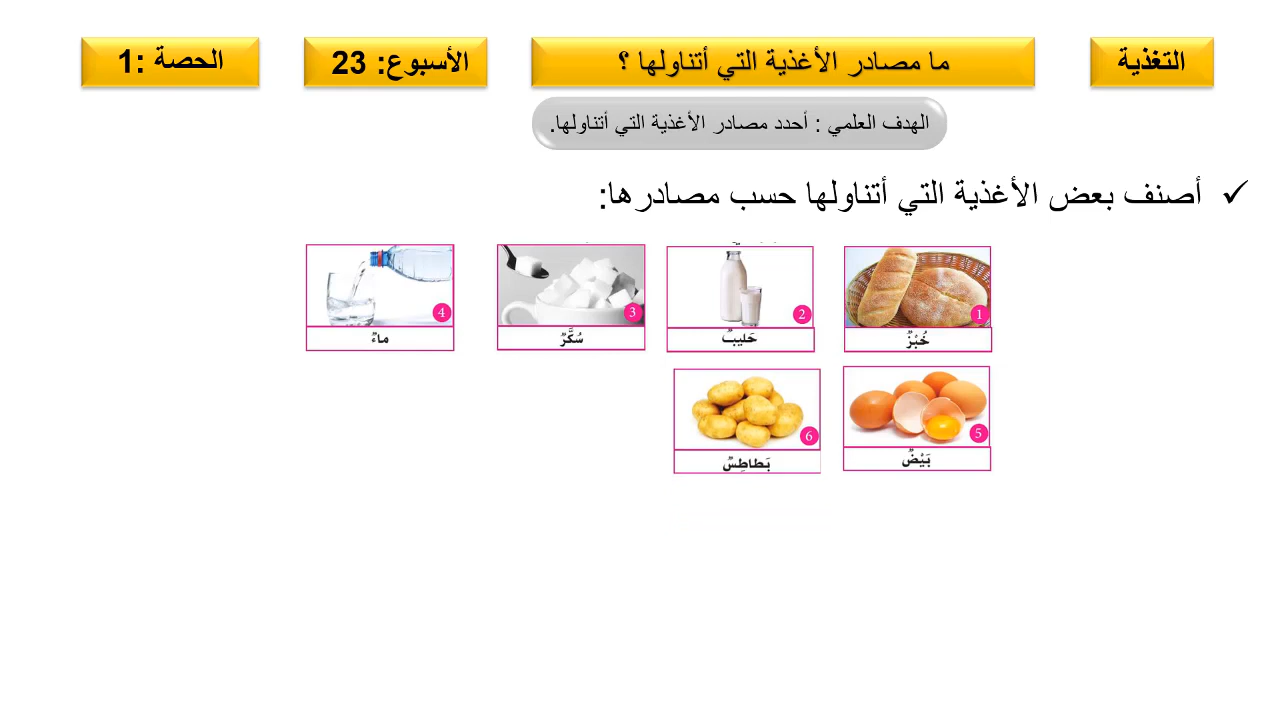 التغذية
ما مصادر الأغذية التي أتناولها ؟
الأسبوع: 23
الحصة :1
الهدف العلمي : أحدد مصادر الأغذية التي أتناولها.
✓ أصنف بعض الأغذية التي أتناولها حسب مصادرها:
1
2
3
4
خُبْزٌ
حَليبٌ
سُكَّرٌ
ماءٌ
5
6
بَيْضٌ
بَطاطِسٌ